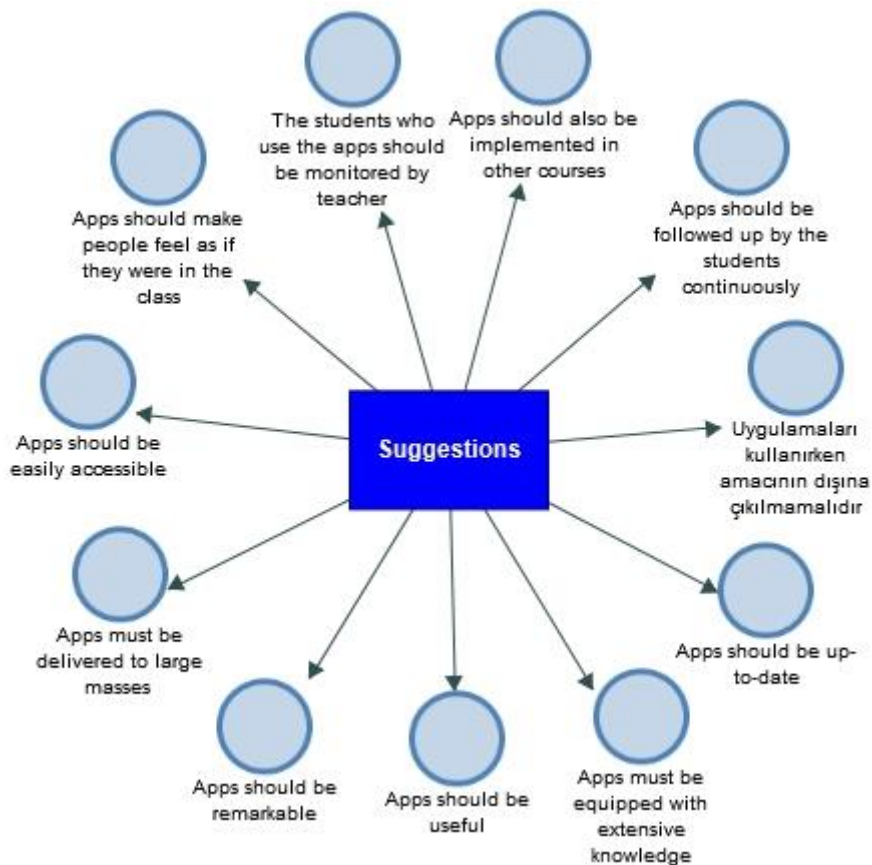 The students who
use the apps should
be monitored by
teacher
Apps should also be
implemented in
other courses
Apps should make
people feel as if
they were in the
class
Apps should be
followed up by the
students
continuously
Apps should be
easily accessible
Suggestions
Uygulamaları
kullanırken
amacının dışına
çıkılmamalıdır
Apps must be
delivered to large
masses
Apps should be up-
to-date
Apps should be
remarkable
Apps should be
useful
Apps must be
equipped with
extensive
knowledge